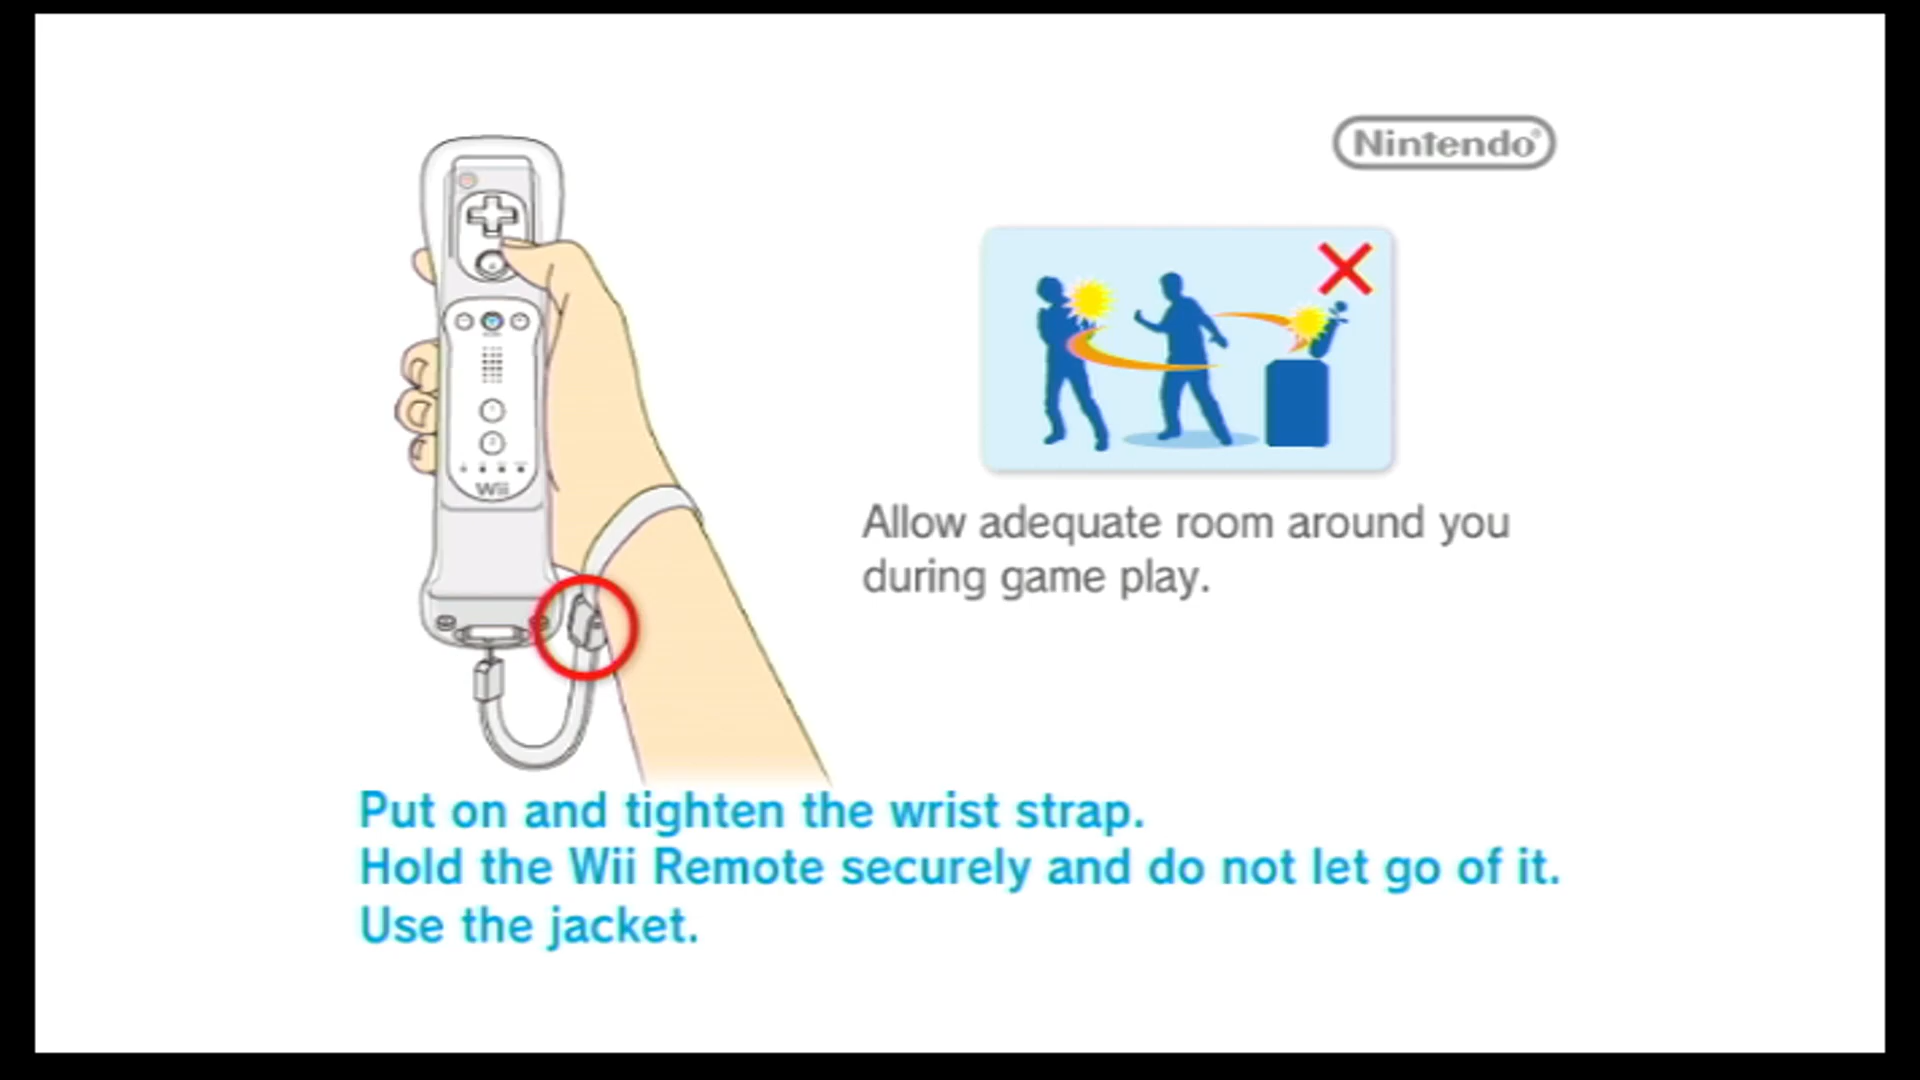 Nintendo®
Wii
Allow adequate room around you
during game play.
Put on and tighten the wrist strap.
Hold the Wii Remote securely and do not let go of it.
Use the jacket.